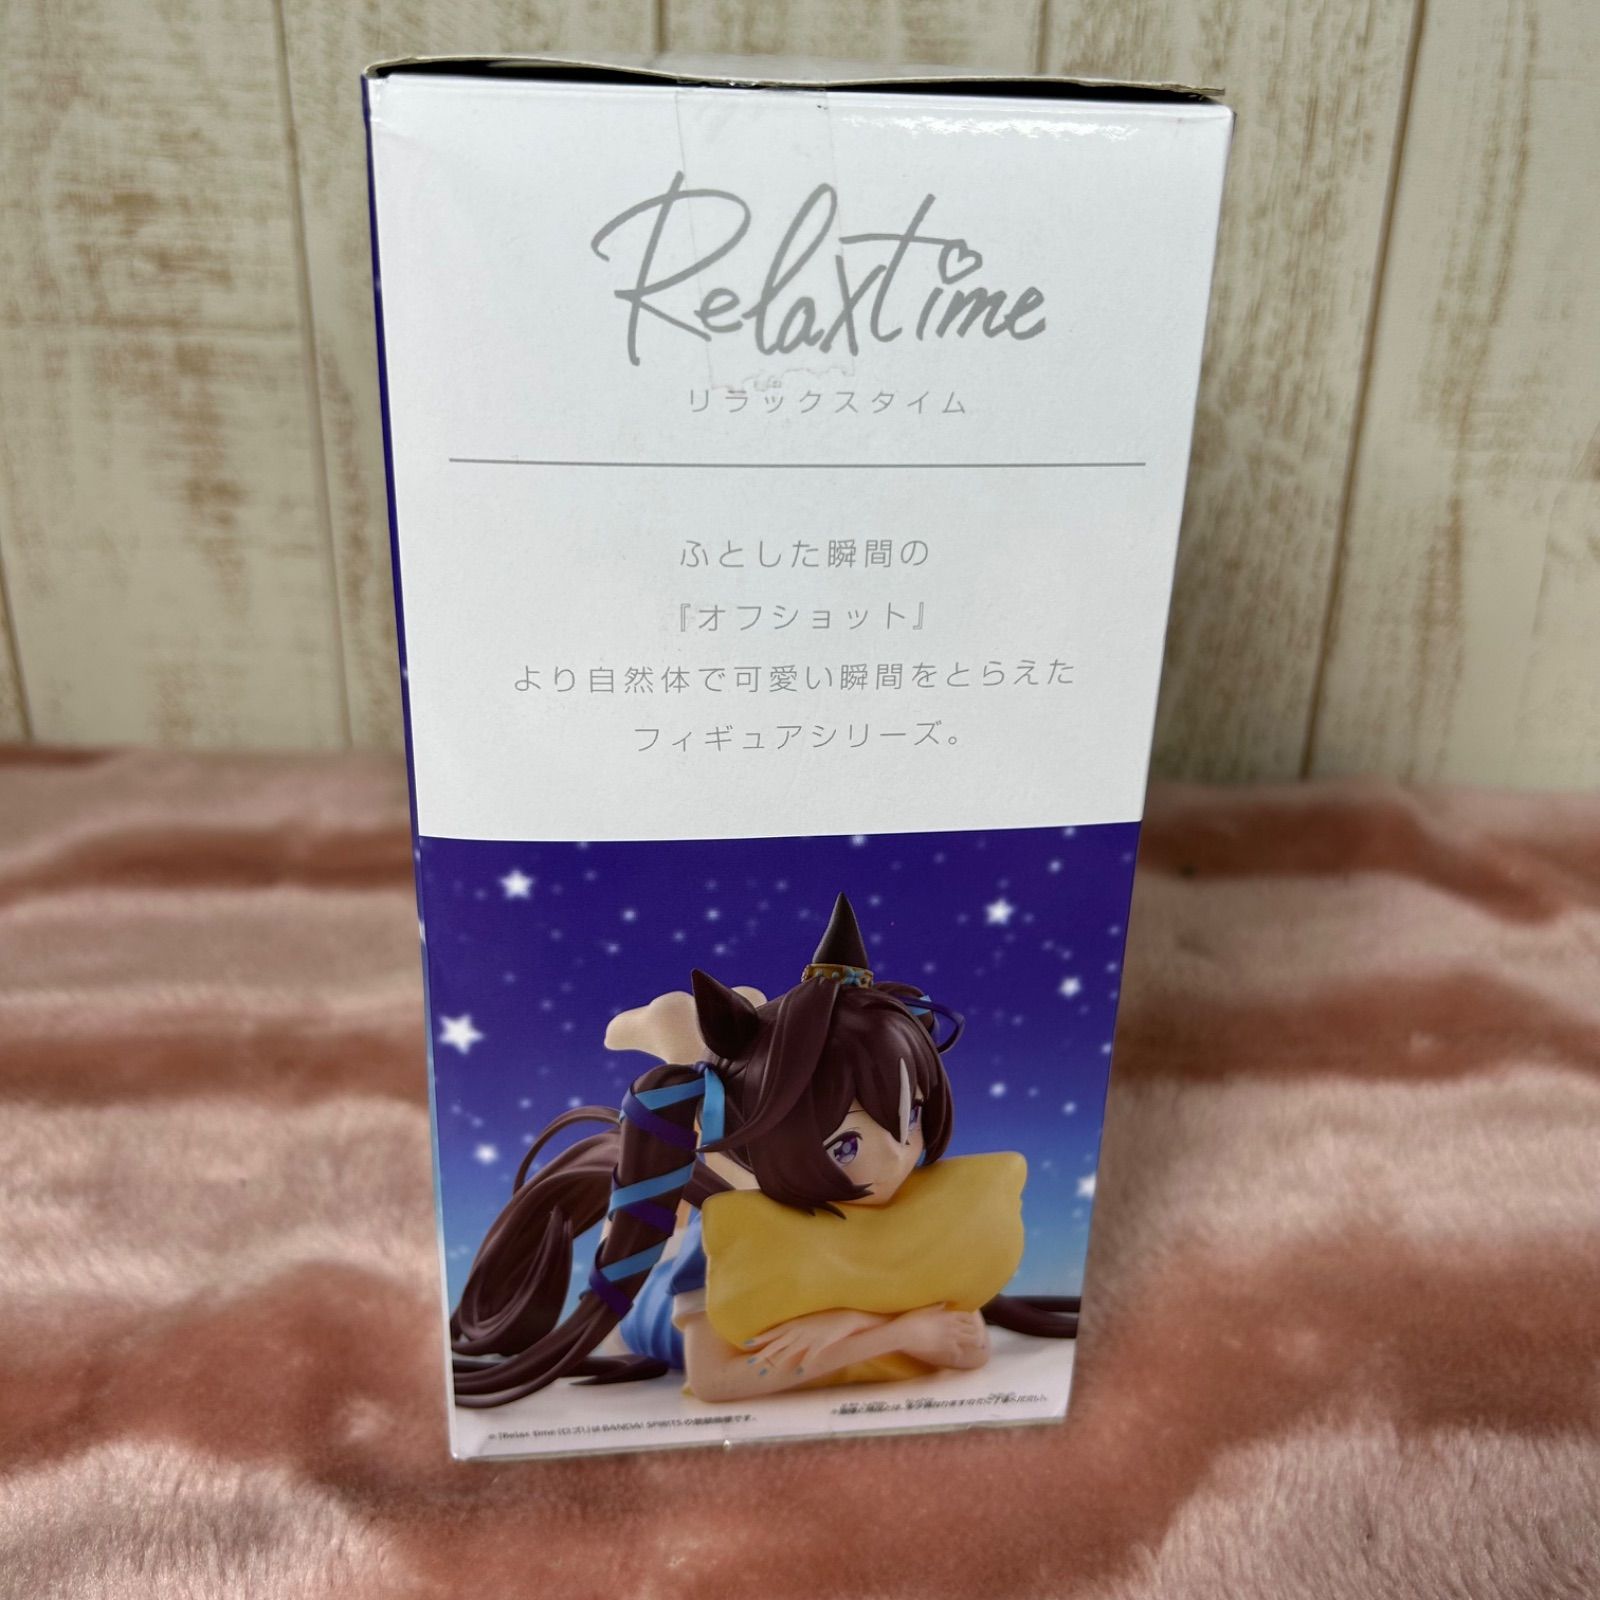 Relaxtime
リラックスタイム
ふとした瞬間の
『オフショット』
より自然体で可愛い瞬間をとらえた
フィギュアシリーズ。